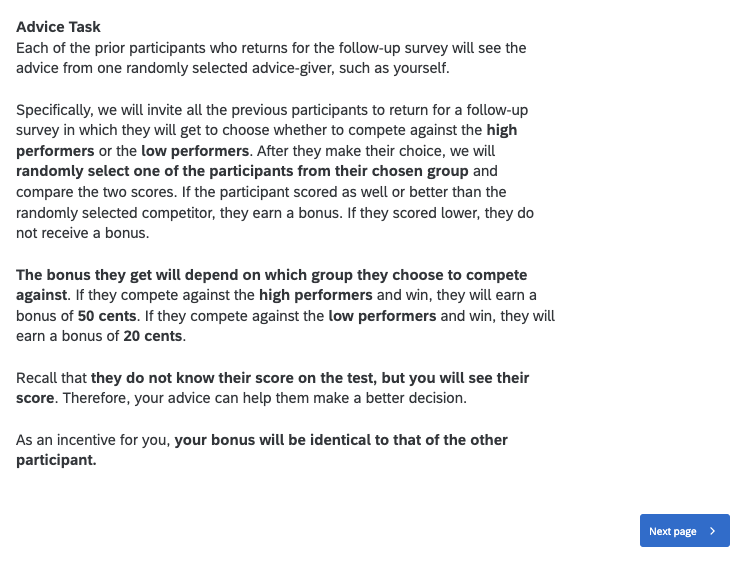 Advice Task
Each of the prior participants who returns for the follow-up survey will see the
advice from one randomly selected advice-giver, such as yourself.
Specifically, we will invite all the previous participants to return for a follow-up
survey in which they will get to choose whether to compete against the high
performers or the low performers. After they make their choice, we will
randomly select one of the participants from their chosen group and
compare the two scores. If the participant scored as well or better than the
randomly selected competitor, they earn a bonus. If they scored lower, they do
not receive a bonus.
The bonus they get will depend on which group they choose to compete
against. If they compete against the high performers and win, they will earn a
bonus of 50 cents. If they compete against the low performers and win, they will
earn a bonus of 20 cents.
Recall that they do not know their score on the test, but you will see their
score. Therefore, your advice can help them make a better decision.
As an incentive for you, your bonus will be identical to that of the other
participant.
Next page